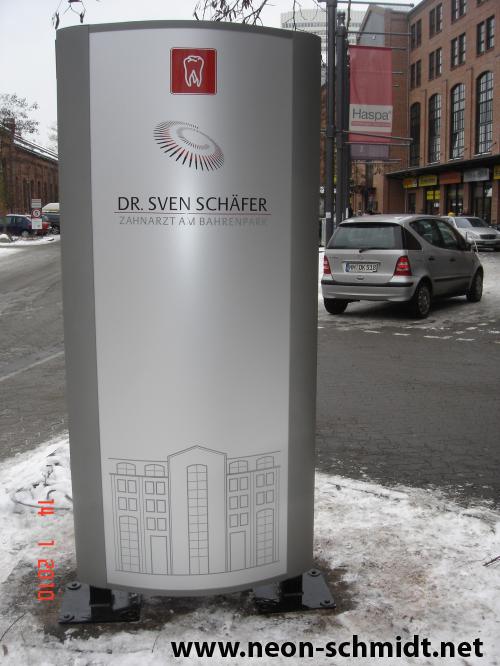 DR. SVEN SCHÄFER
ZAHNARZT AM BAHRENPARK
Haspa
14 1 2010
www.neon-schmidt.net